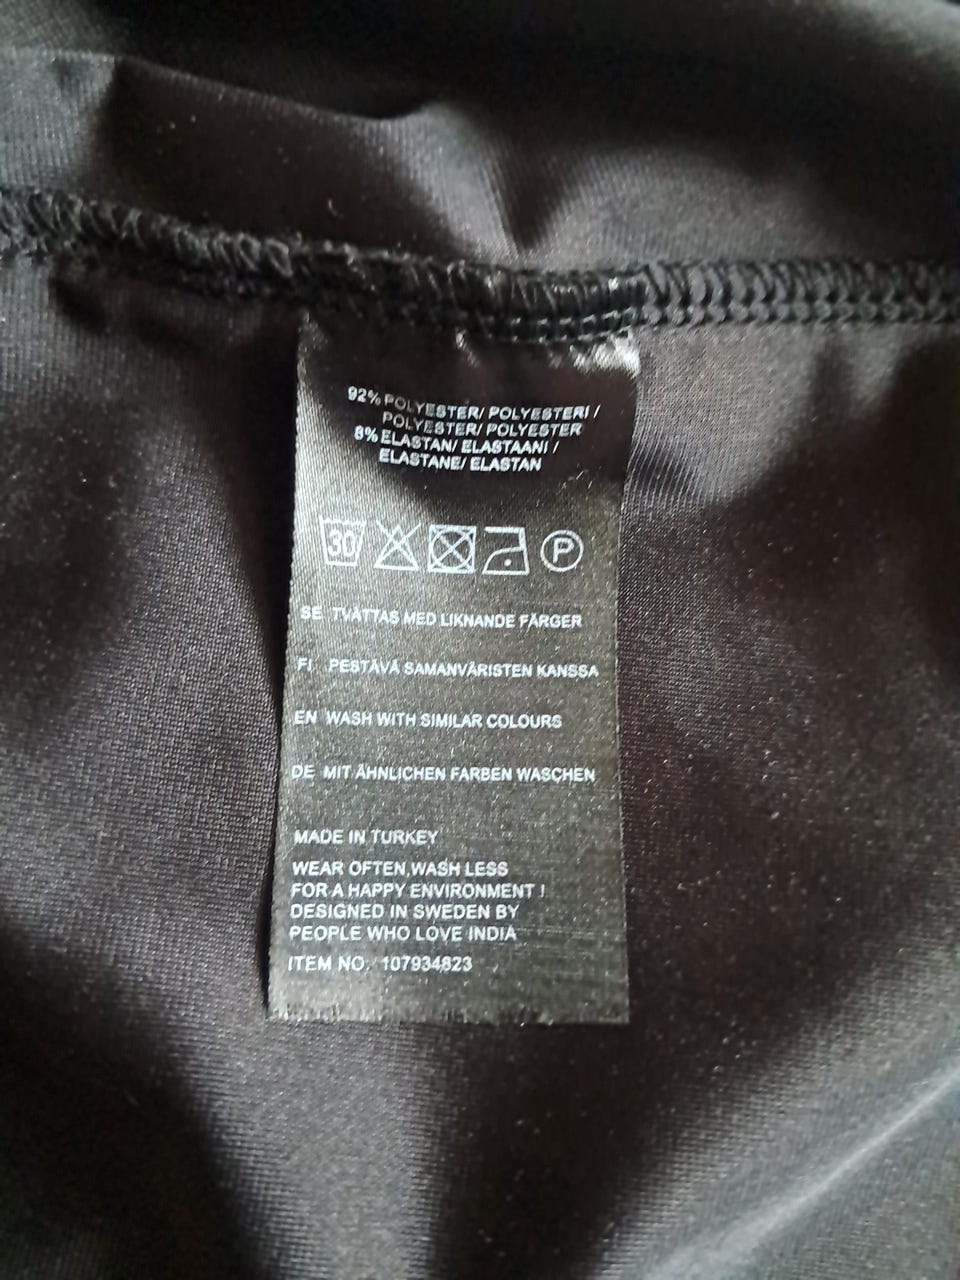 92% POLYESTER/ POLYESTERI /
POLYESTER/ POLYESTER
8% ELASTAN/ ELASTAANI /
ELASTANE/ ELASTAN
30 P
SE TVÄTTAS MED LIKNANDE FÄRGER
FI PESTÄVÄ SAMANVÄRISTEN KANSSA
EN WASH WITH SIMILAR COLOURS
DE MIT ÄHNLICHEN FARBEN WASCHEN
MADE IN TURKEY
WEAR OFTEN,WASH LESS
FOR A HAPPY ENVIRONMENT !
DESIGNED IN SWEDEN BY
PEOPLE WHO LOVE INDIA
ITEM NO: 107934823